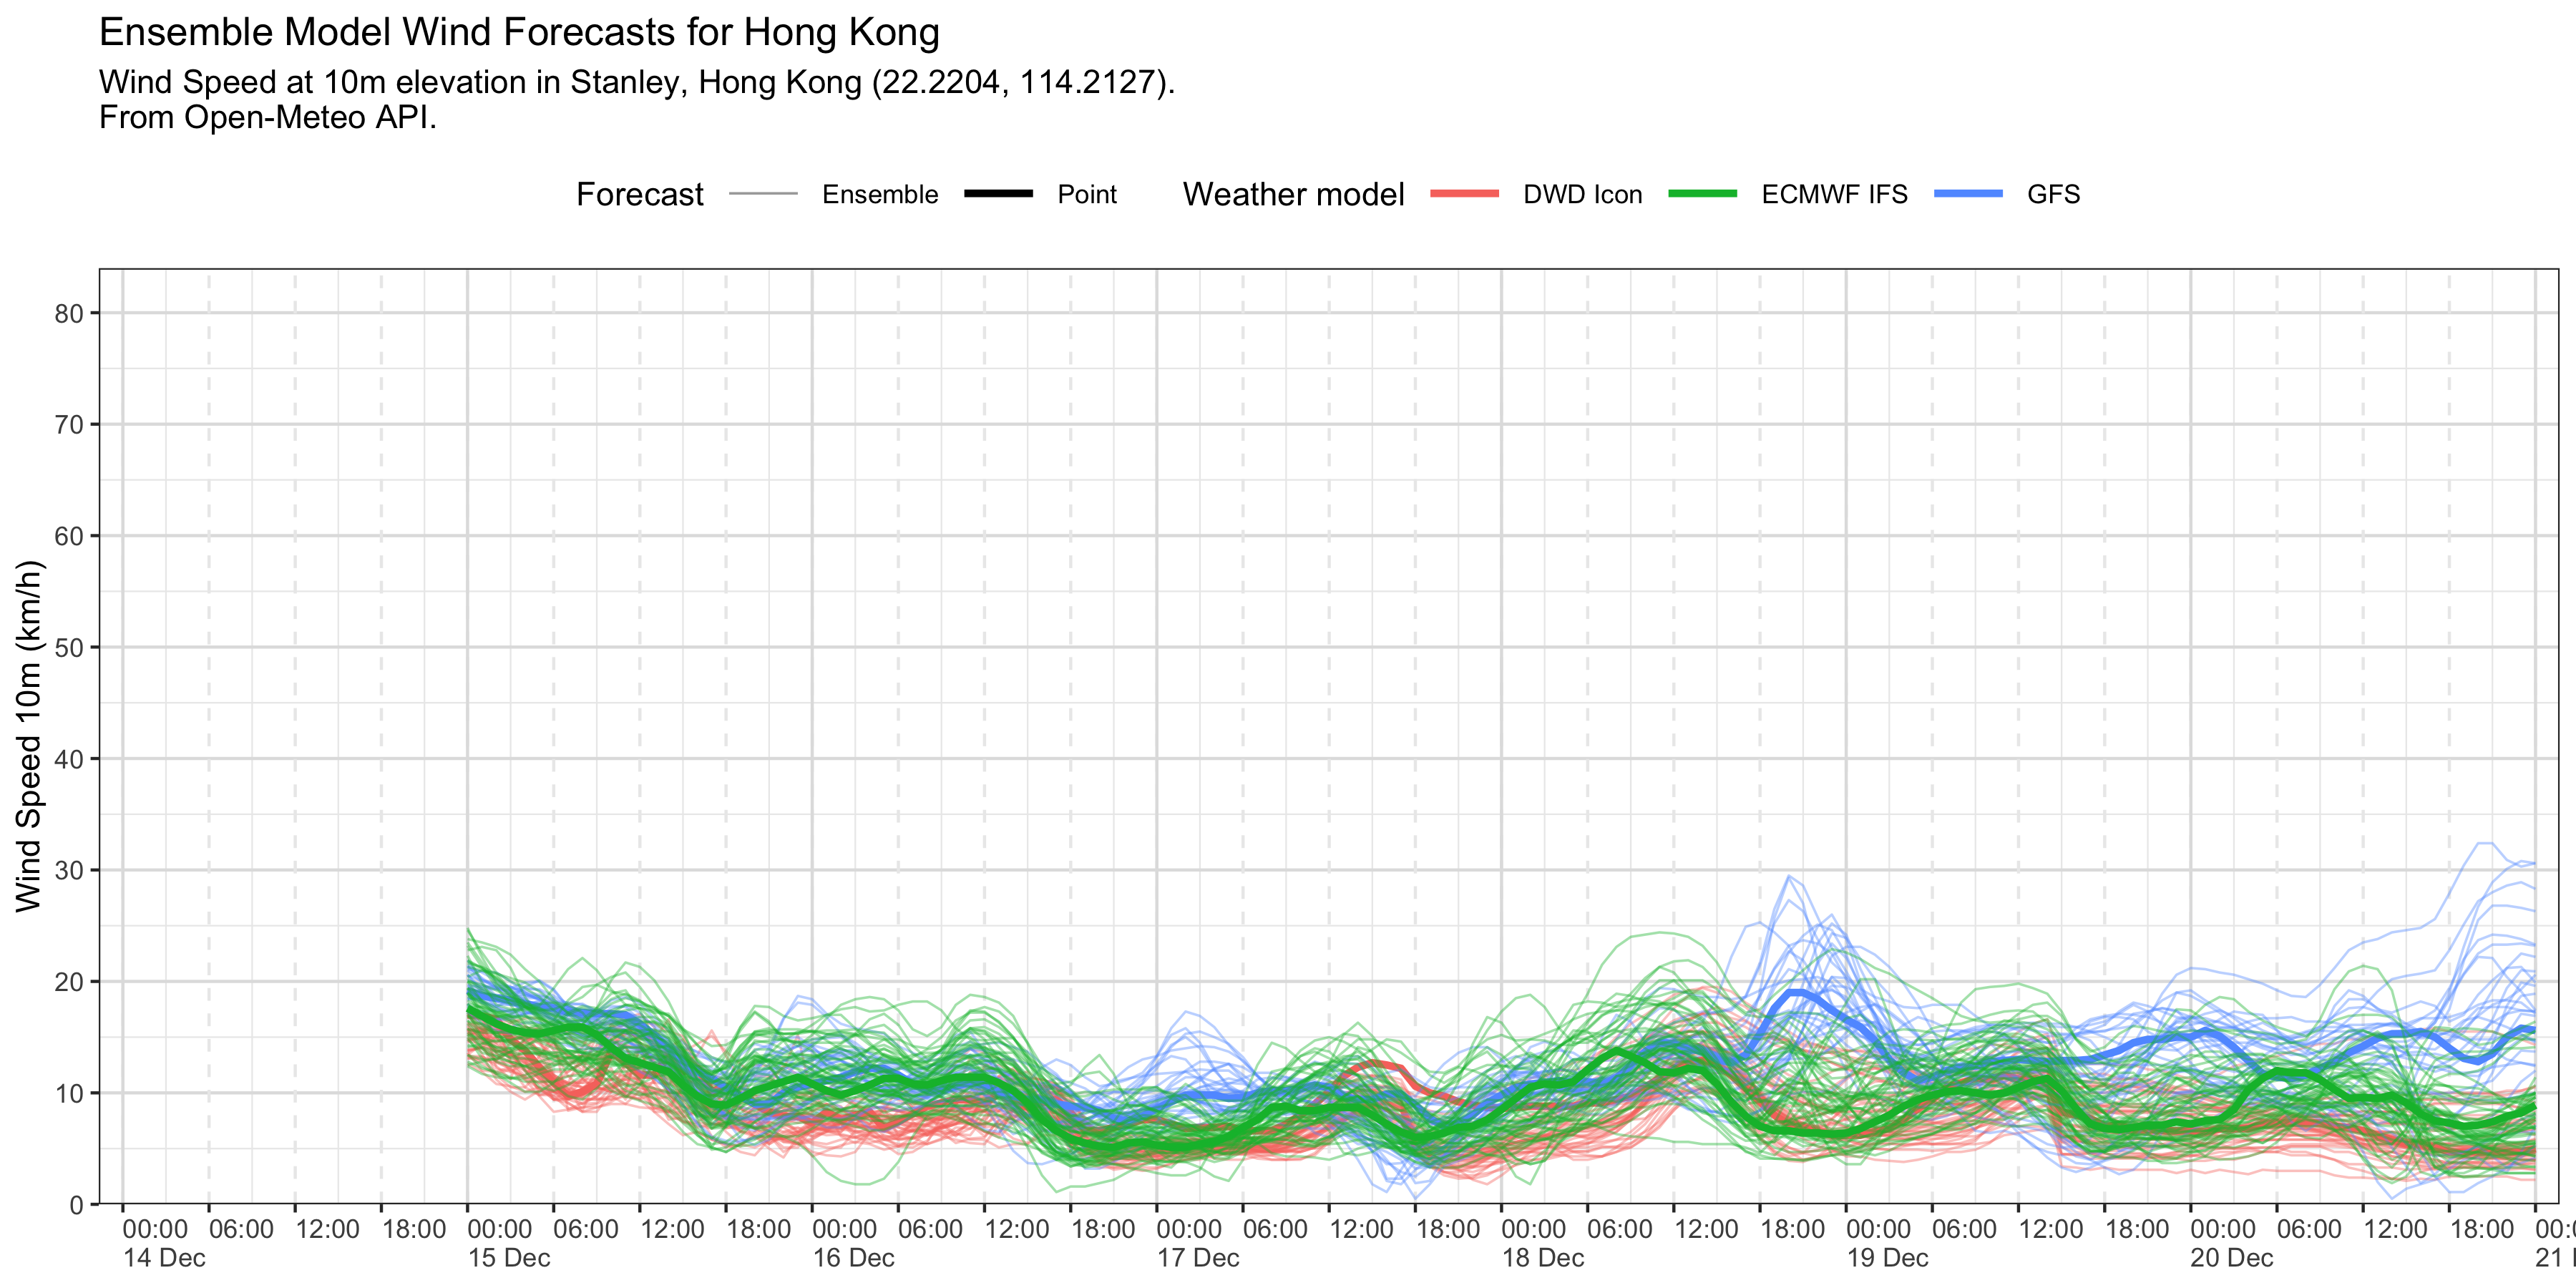 Ensemble Model Wind Forecasts for Hong Kong
Wind Speed at 10m elevation in Stanley, Hong Kong (22.2204, 114.2127).
From Open-Meteo API.
Forecast Ensemble Point Weather model DWD Icon ECMWF IFS GFS
Wind Speed 10m (km/h)
80
70
60
50
40
30
20
10
0
00:00 06:00 12:00 18:00 00:00 06:00 12:00 18:00 00:00 06:00 12:00 18:00 00:00 06:00 12:00 18:00 00:00 06:00 12:00 18:00 00:00 06:00 12:00 18:00 00:00 06:00 12:00 18:00 00:
14 Dec 15 Dec 16 Dec 17 Dec 18 Dec 19 Dec 20 Dec 21